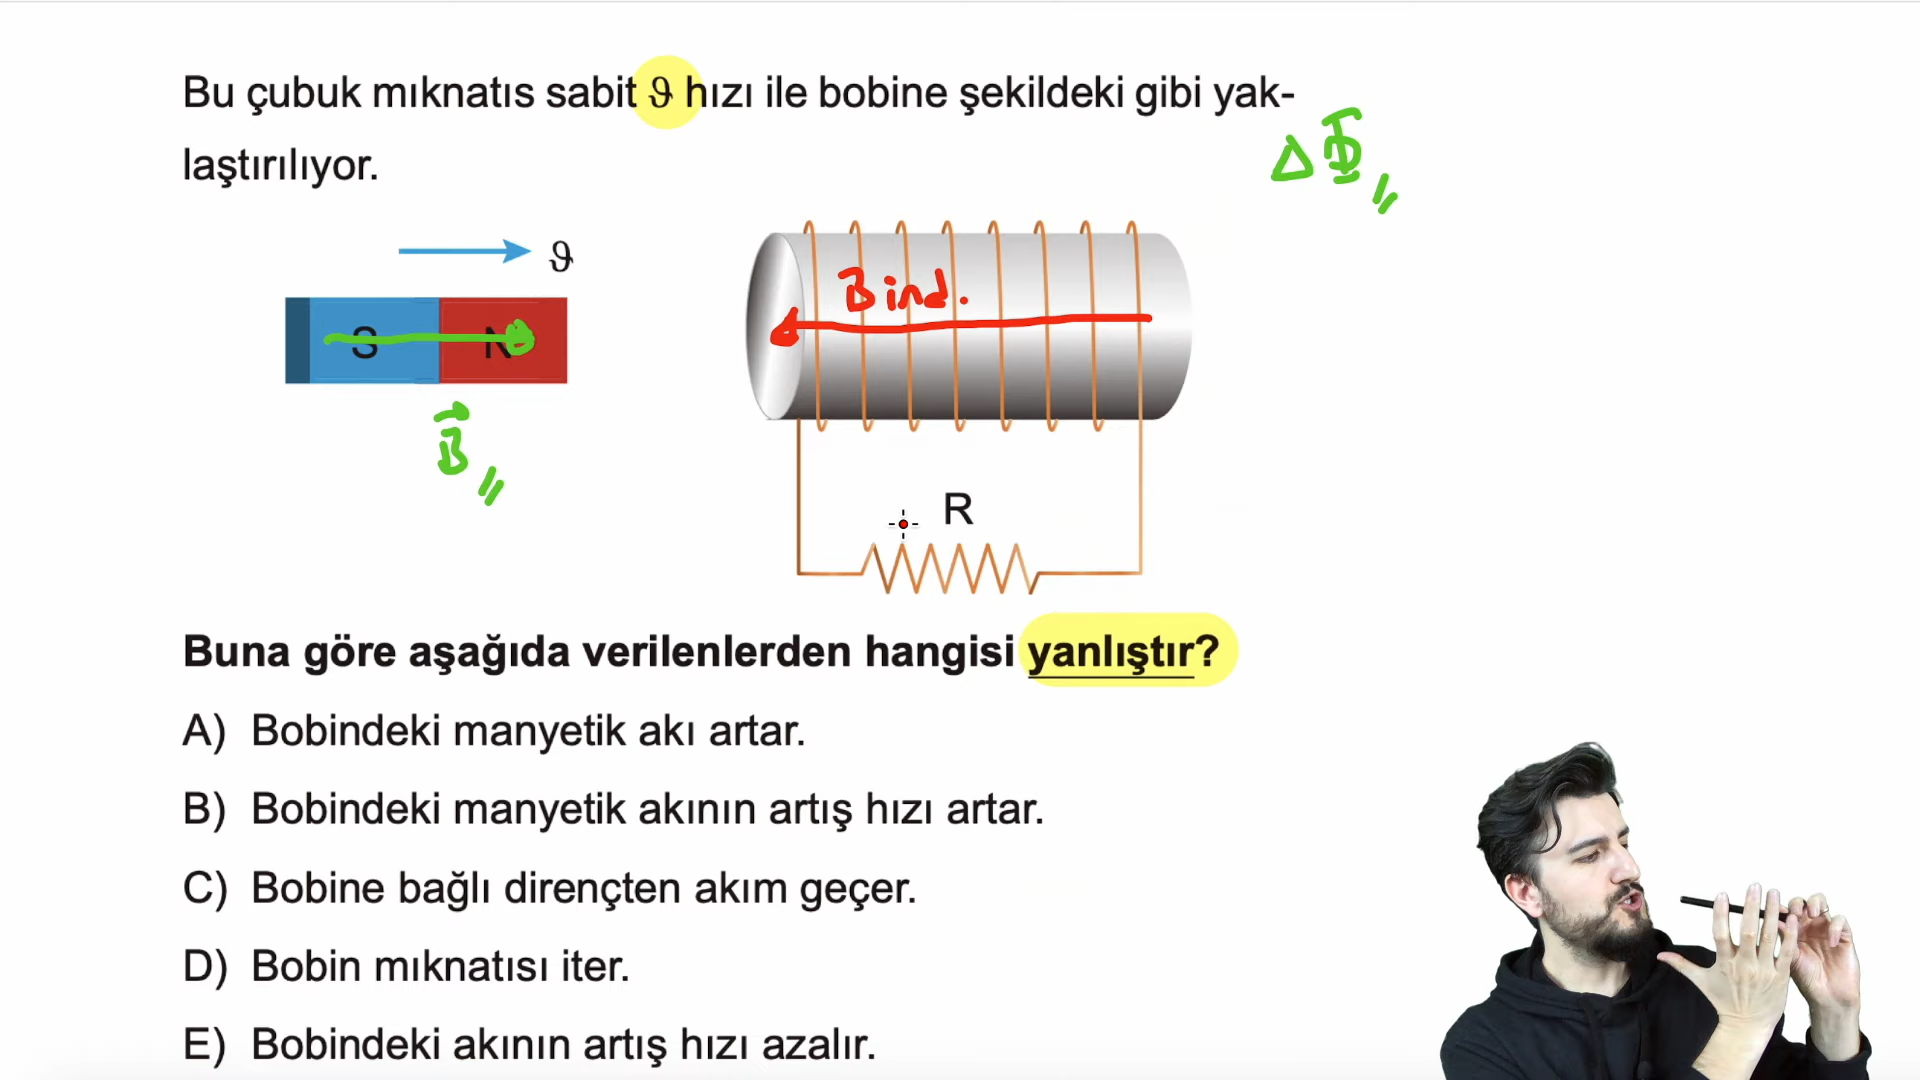 Bu çubuk mıknatıs sabit ϑ hızı ile bobine şekildeki gibi yak-
laştırılıyor.
ΔΦ
ϑ
S N
B ind.
B
R
Buna göre aşağıda verilenlerden hangisi yanlıştır?
A) Bobindeki manyetik akı artar.
B) Bobindeki manyetik akının artış hızı artar.
C) Bobine bağlı dirençten akım geçer.
D) Bobin mıknatısı iter.
E) Bobindeki akının artış hızı azalır.